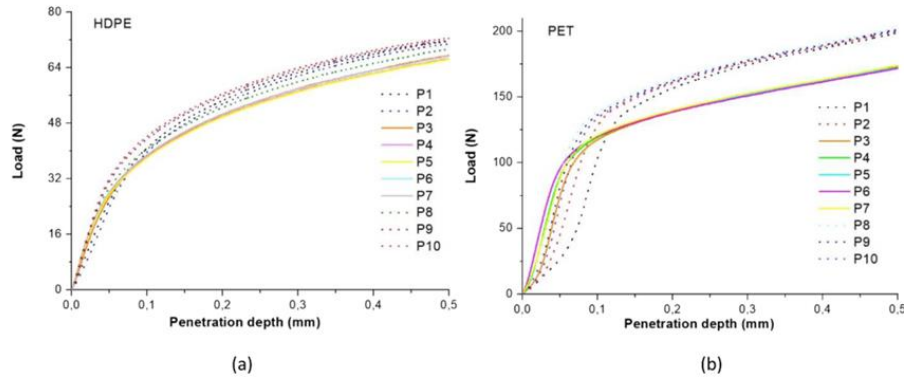 HDPE
80
64
48
32
16
0
Load (N)
0,0
0,1
0,2
0,3
0,4
0,5
Penetration depth (mm)
P1
P2
P3
P4
P5
P6
P7
P8
P9
P10
(a)
PET
200
150
100
50
0
Load (N)
0,0
0,1
0,2
0,3
0,4
0,5
Penetration depth (mm)
P1
P2
P3
P4
P5
P6
P7
P8
P9
P10
(b)